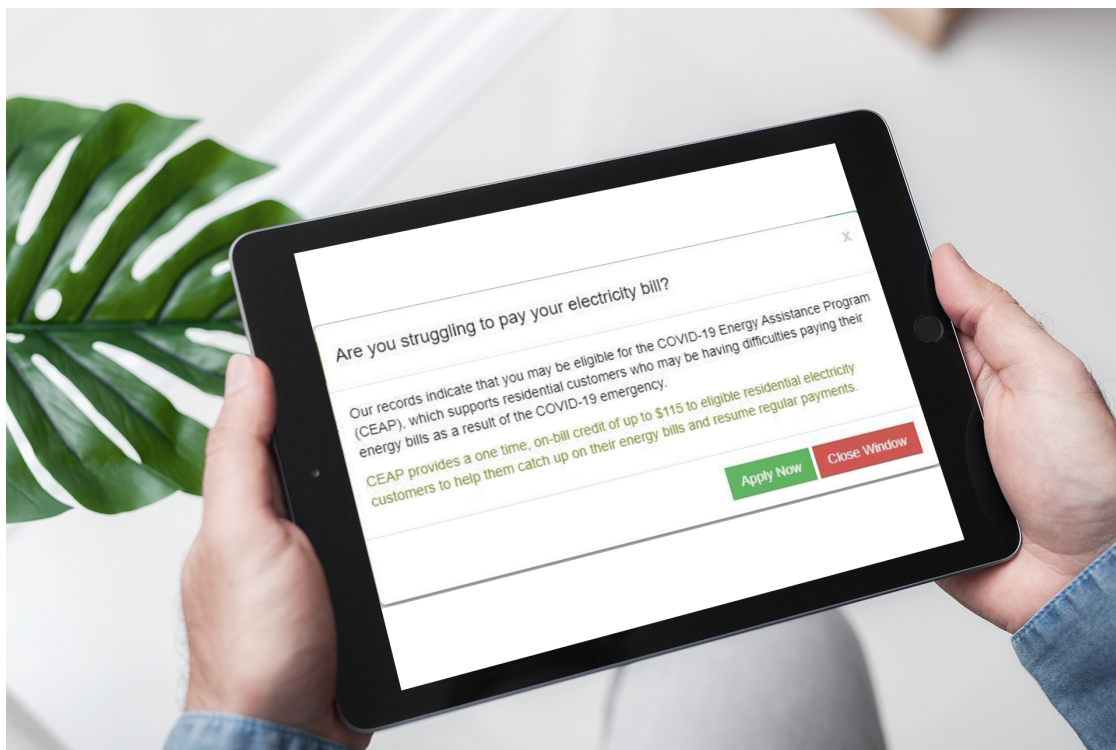 X
Are you struggling to pay your electricity bill?
Our records indicate that you may be eligible for the COVID-19 Energy Assistance Program
(CEAP), which supports residential customers who may be having difficulties paying their
energy bills as a result of the COVID-19 emergency.
CEAP provides a one time, on-bill credit of up to $115 to eligible residential electricity
customers to help them catch up on their energy bills and resume regular payments.
Apply Now
Close Window